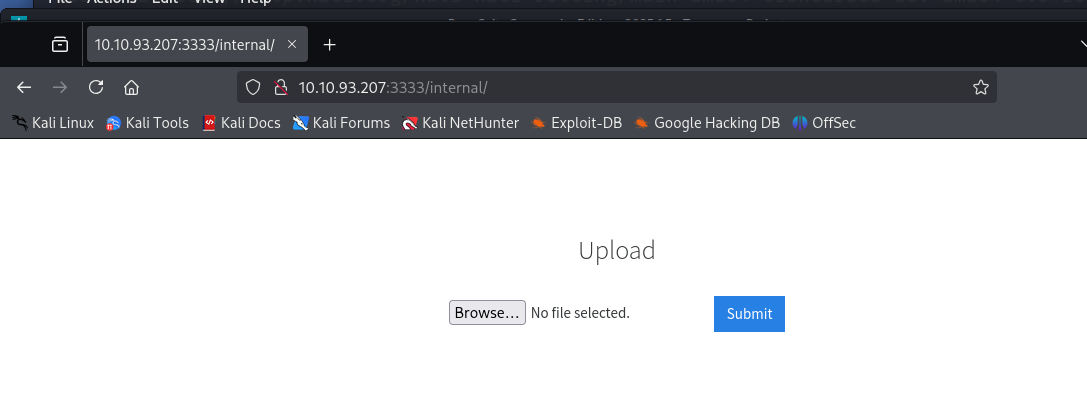 File Actions Edit View Help
10.10.93.207:3333/internal/
10.10.93.207:3333/internal/
Kali Linux Kali Tools Kali Docs Kali Forums Kali NetHunter Exploit-DB Google Hacking DB OffSec
Upload
Browse… No file selected. Submit